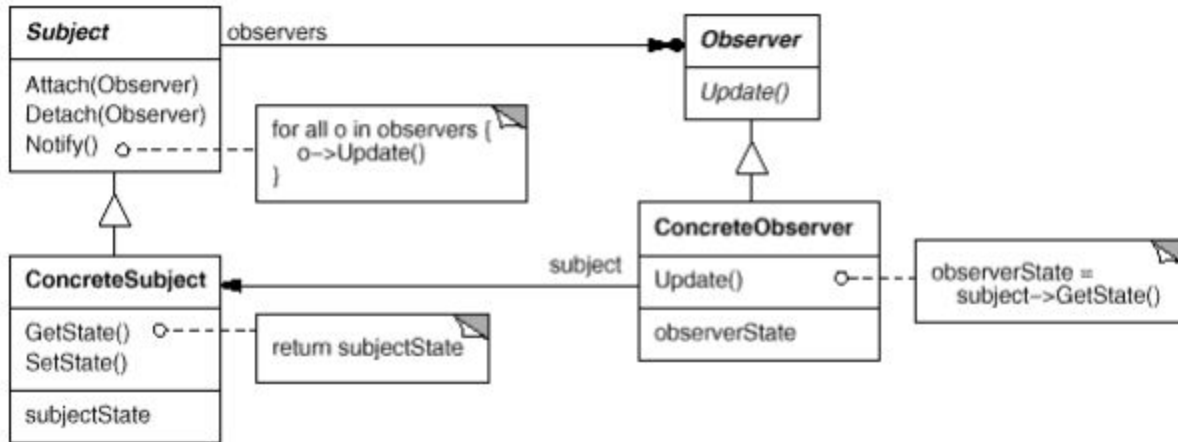 Subject
Attach(Observer)
Detach(Observer)
Notify()
observers
Observer
Update()
for all o in observers {
o->Update()
}
ConcreteSubject
GetState()
SetState()
subjectState
return subjectState
subject
ConcreteObserver
Update()
observerState
observerState =
subject->GetState()